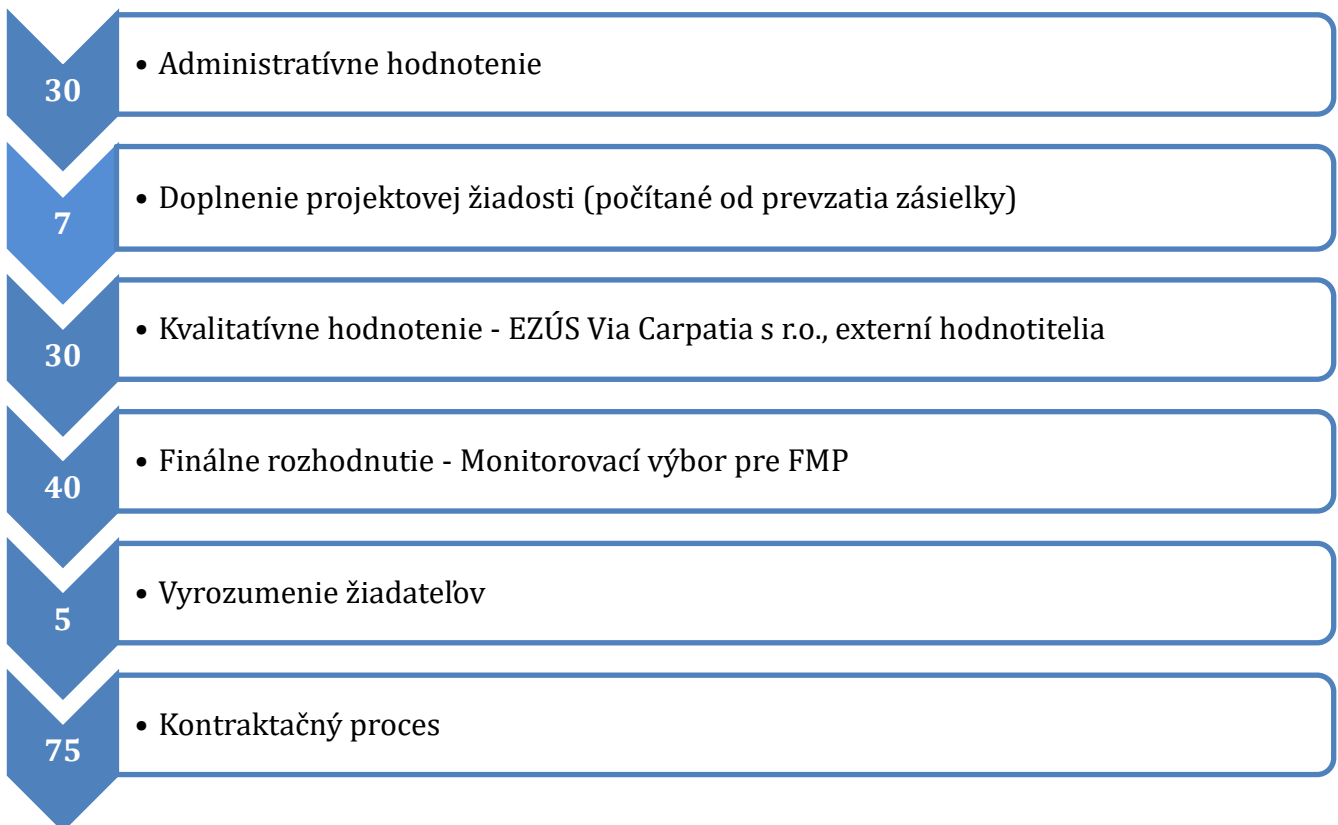 30
• Administratívne hodnotenie
7
• Doplnenie projektovej žiadosti (počítané od prevzatia zásielky)
30
• Kvalitatívne hodnotenie - EZÚS Via Carpatia s r.o., externí hodnotitelia
40
• Finálne rozhodnutie - Monitorovací výbor pre FMP
5
• Vyrozumenie žiadateľov
75
• Kontraktačný proces